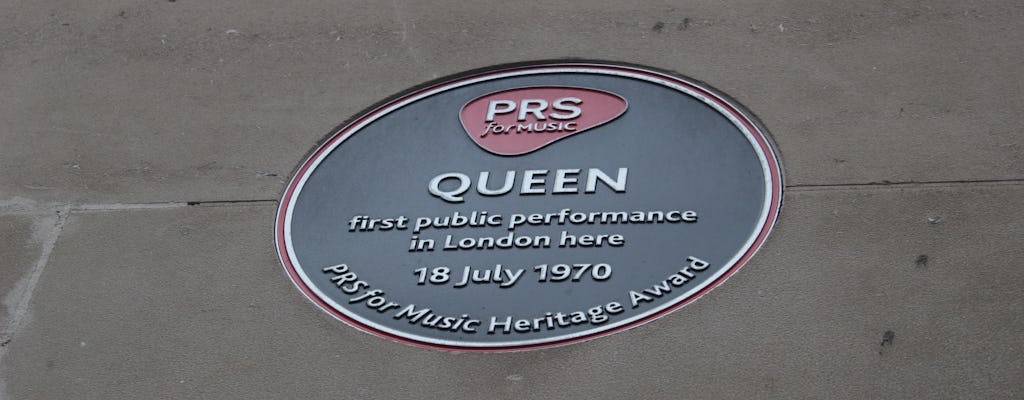 PRS
for MUSIC
QUEEN
first public performance
in London here
18 July 1970
PRS for Music Heritage Award